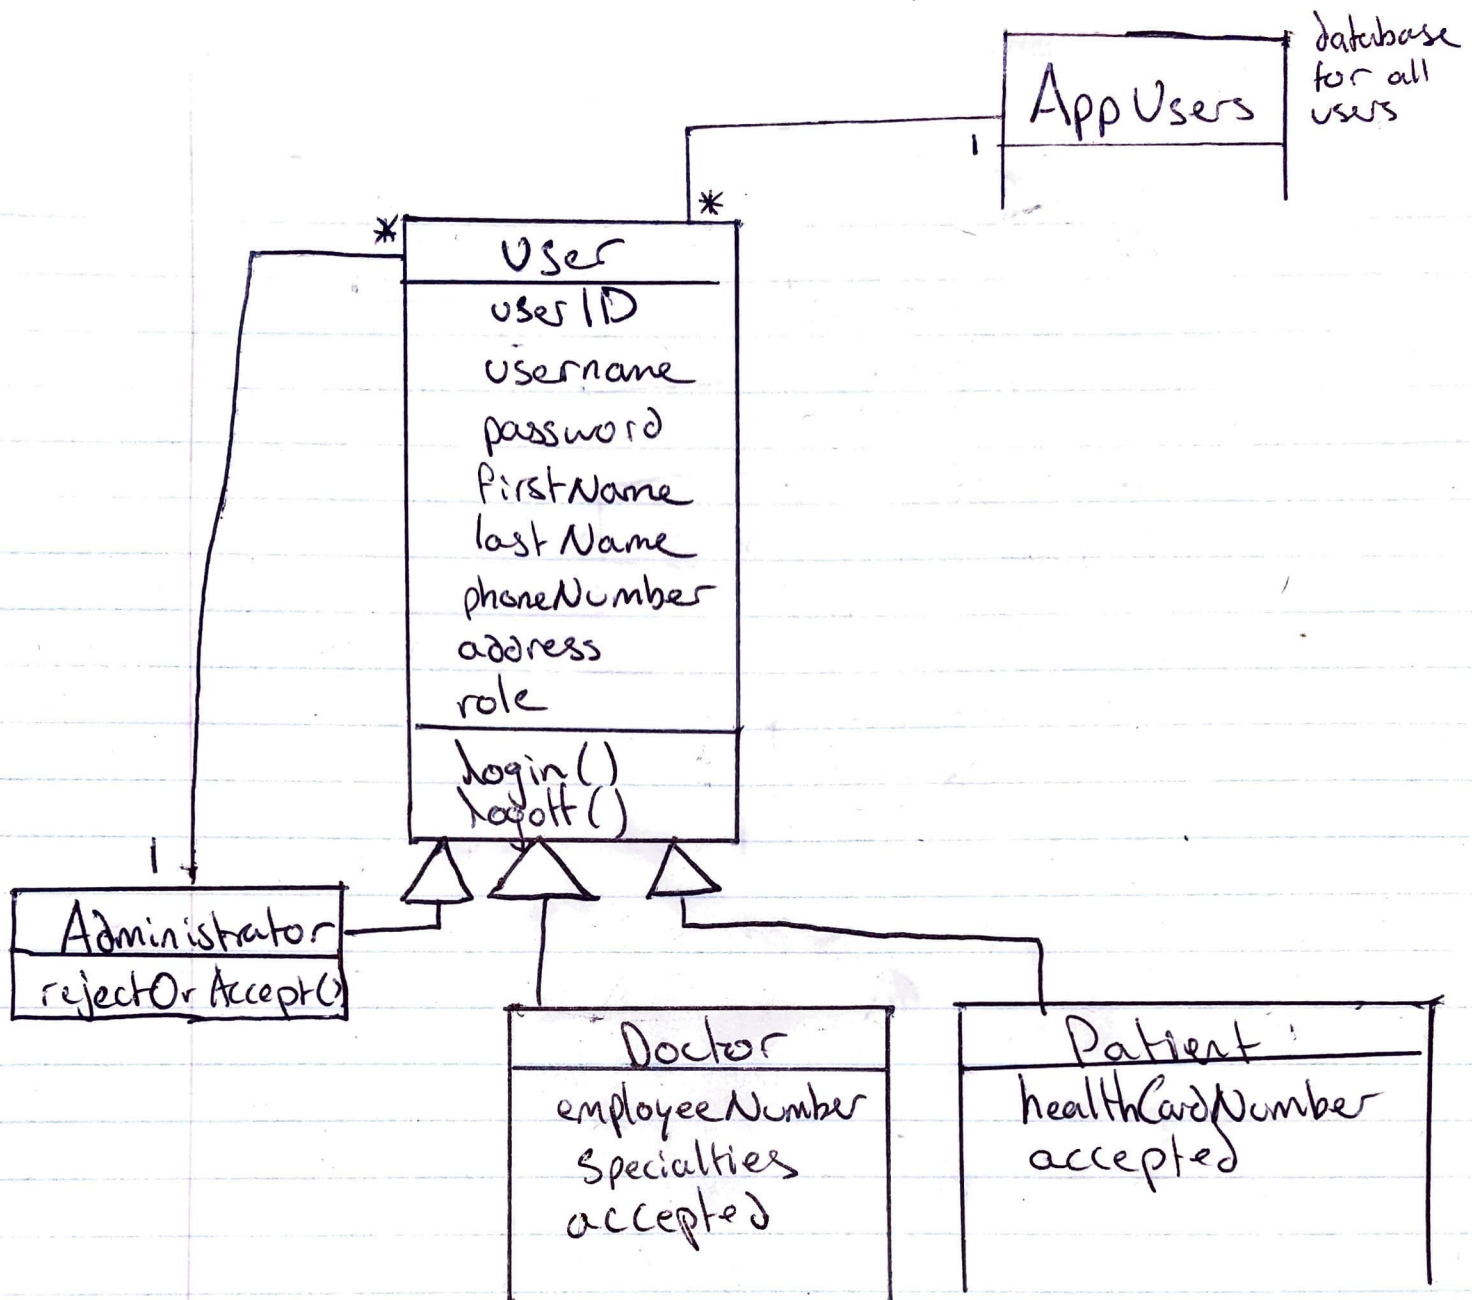 database
for all
users
AppUsers
1
*
*
User
userID
username
password
firstName
lastName
phoneNumber
address
role
login()
logoff()
1
Administrator
rejectOrAccept()
Doctor
employeeNumber
specialties
accepted
Patient
healthCardNumber
accepted